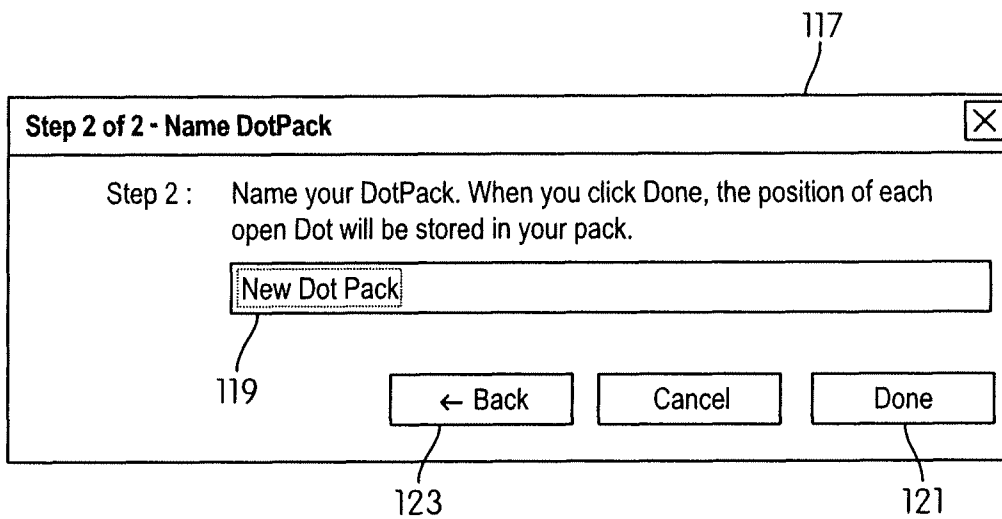 117
Step 2 of 2 - Name DotPack
Step 2 : Name your DotPack. When you click Done, the position of each
open Dot will be stored in your pack.
New Dot Pack
119
← Back Cancel Done
123 121